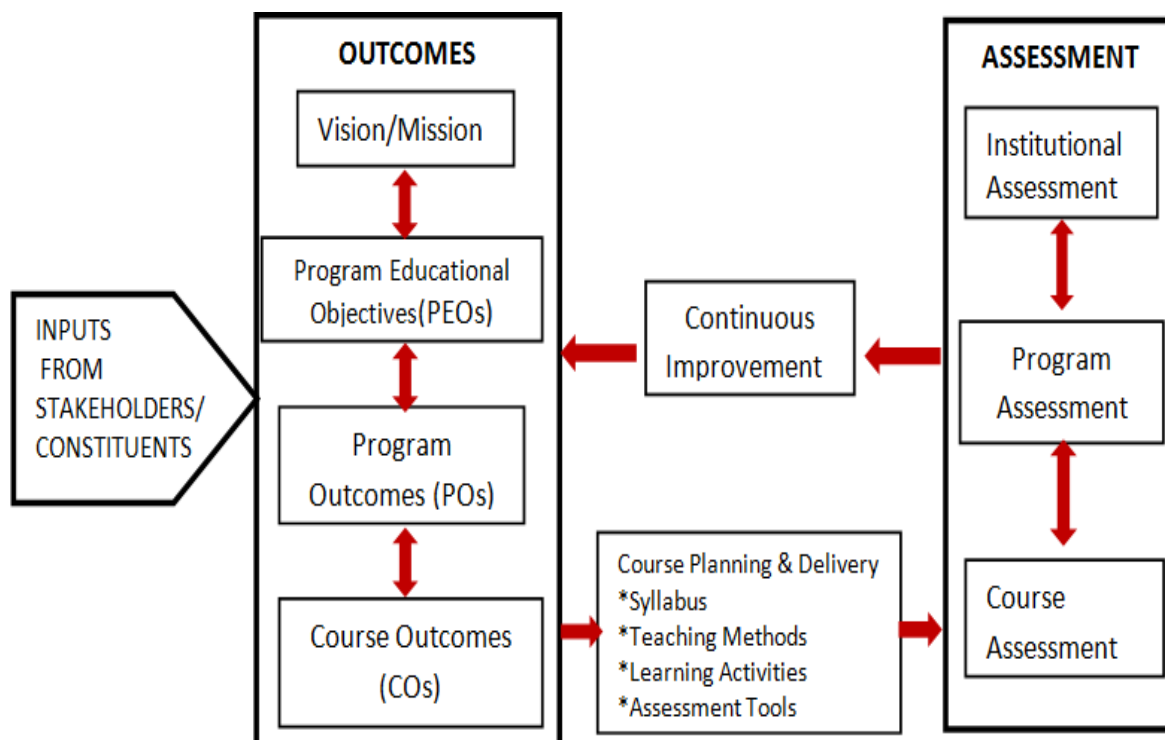 INPUTS
FROM
STAKEHOLDERS/
CONSTITUENTS
OUTCOMES
Vision/Mission
Program Educational
Objectives(PEOs)
Program
Outcomes (POs)
Course Outcomes
(COs)
Continuous
Improvement
Course Planning & Delivery
*Syllabus
*Teaching Methods
*Learning Activities
*Assessment Tools
ASSESSMENT
Institutional
Assessment
Program
Assessment
Course
Assessment